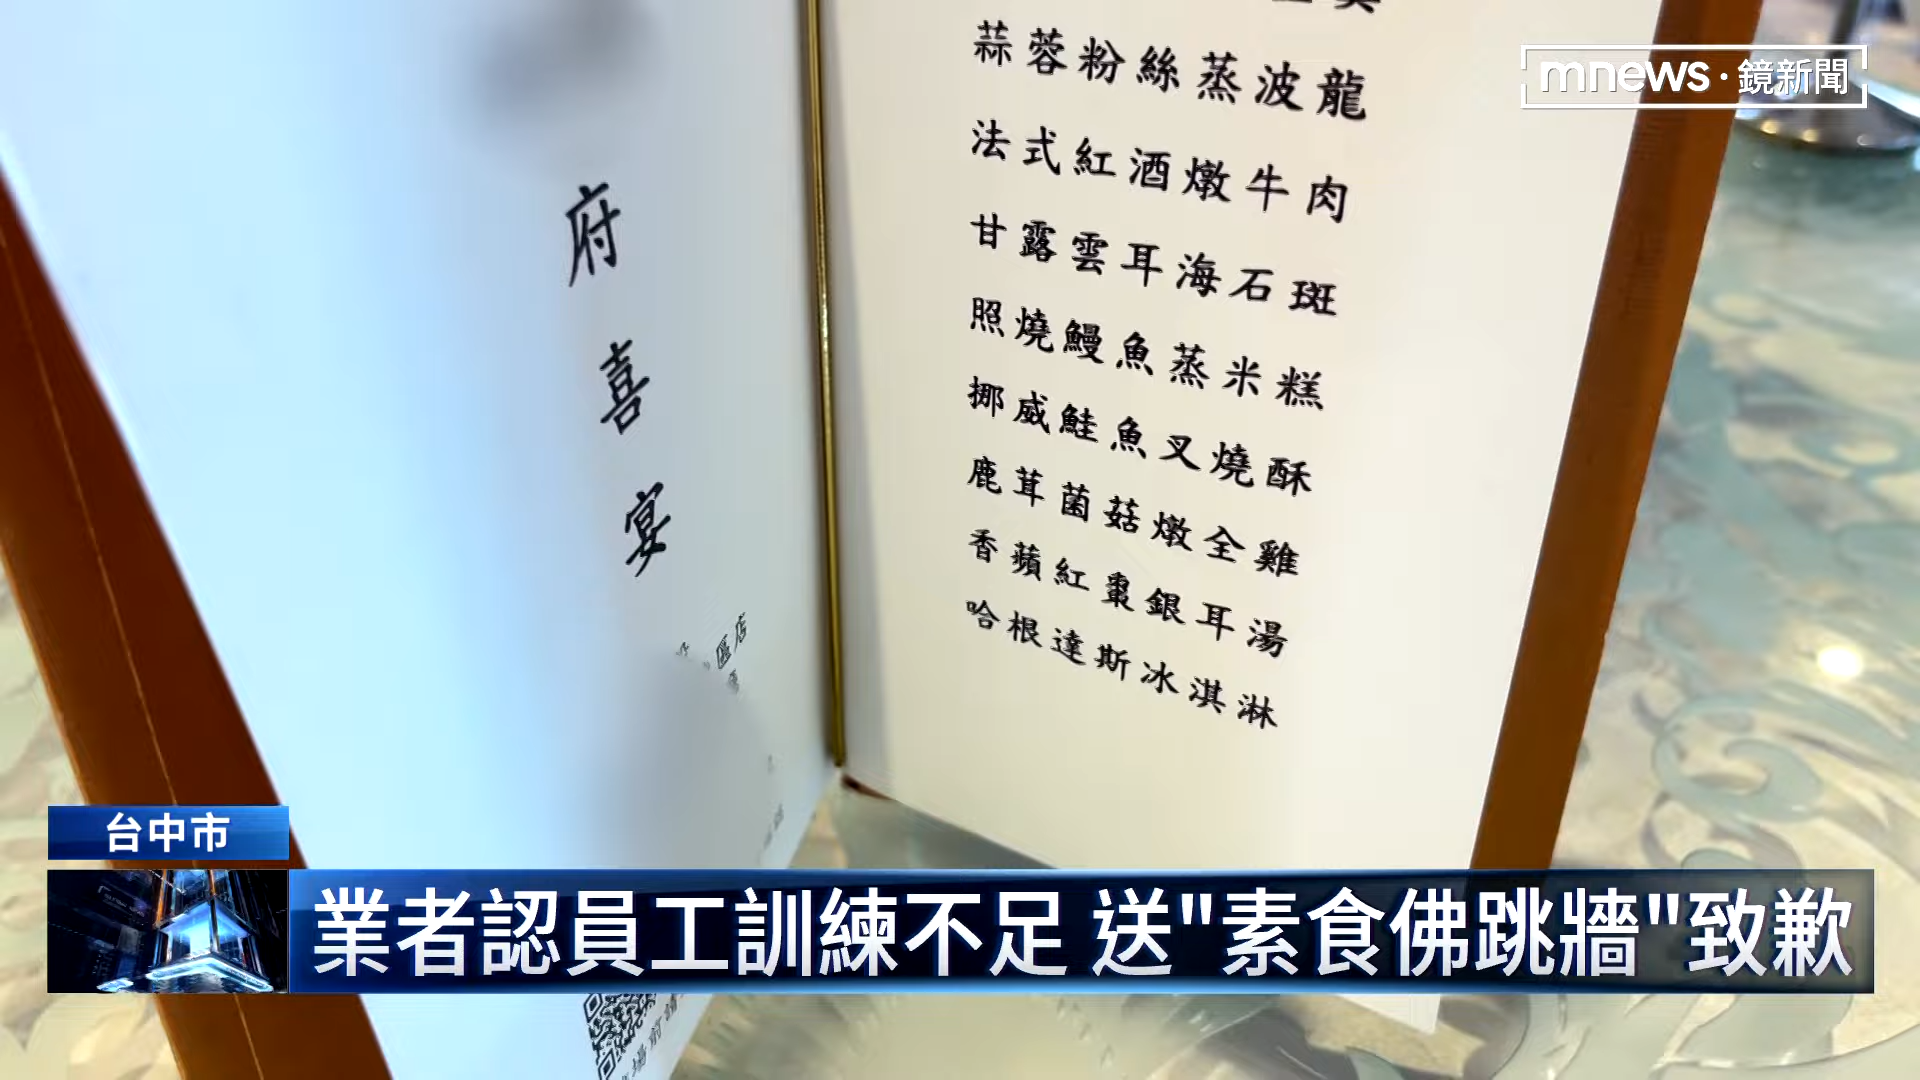 蒜蓉粉絲蒸波龍
法式紅酒燉牛肉
甘露雲耳海石斑
照燒鰻魚蒸米糕
挪威鮭魚叉燒酥
鹿茸菌菇燉全雞
香蘋紅棗銀耳湯
哈根達斯冰淇淋
府喜宴
區店
mnews·鏡新聞
台中市
業者認員工訓練不足 送"素食佛跳牆"致歉